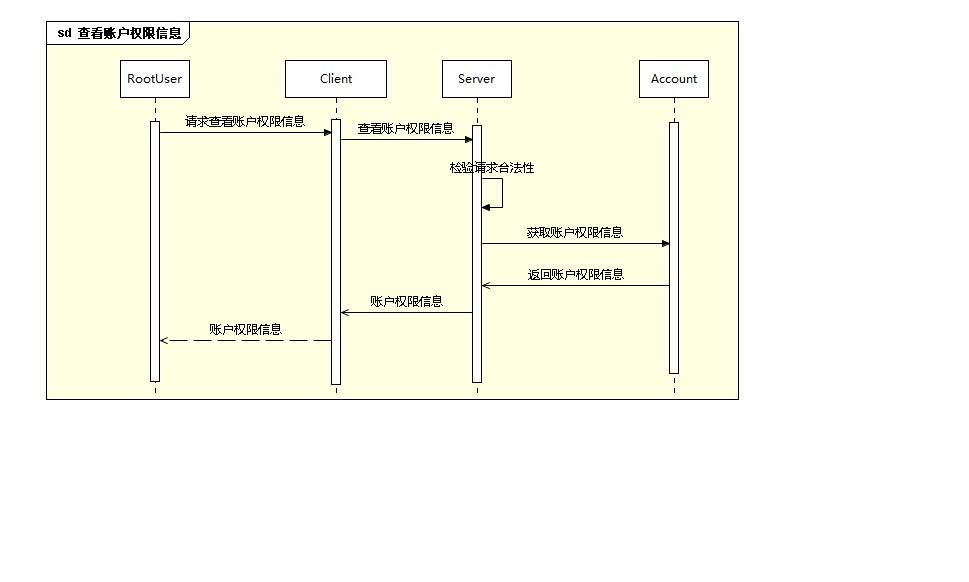 sd 查看账户权限信息
RootUser
Client
Server
Account
请求查看账户权限信息
查看账户权限信息
检验请求合法性
获取账户权限信息
返回账户权限信息
账户权限信息
账户权限信息